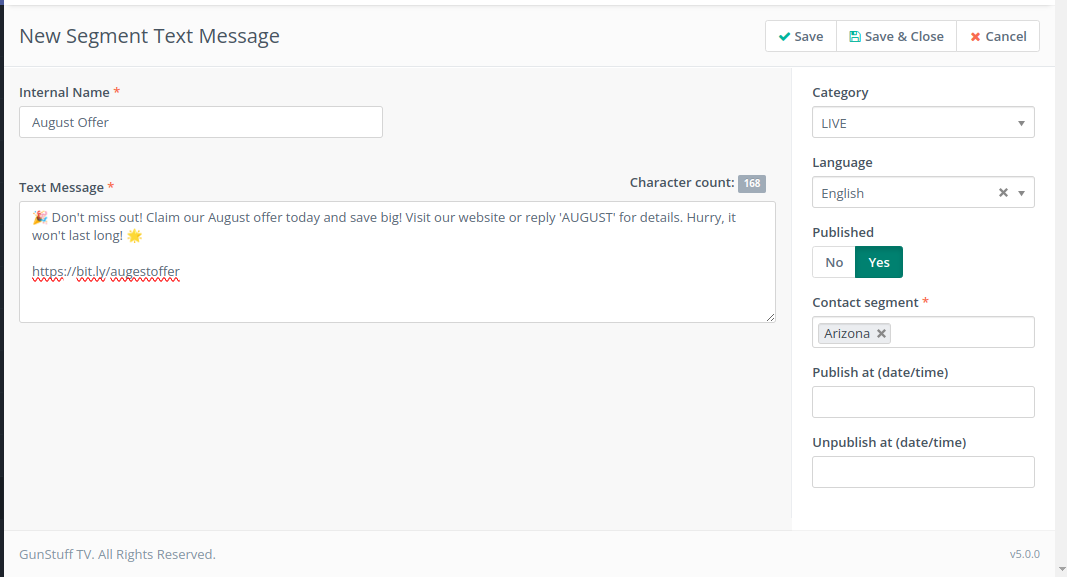 New Segment Text Message
Save
Save & Close
Cancel
Internal Name *
August Offer
Text Message *
Character count: 168
🎉 Don't miss out! Claim our August offer today and save big! Visit our website or reply 'AUGUST' for details. Hurry, it
won't last long! 🌟
https://bit.ly/augestoffer
Category
LIVE
Language
English
Published
No
Yes
Contact segment *
Arizona
Publish at (date/time)
Unpublish at (date/time)
GunStuff TV. All Rights Reserved.
v5.0.0